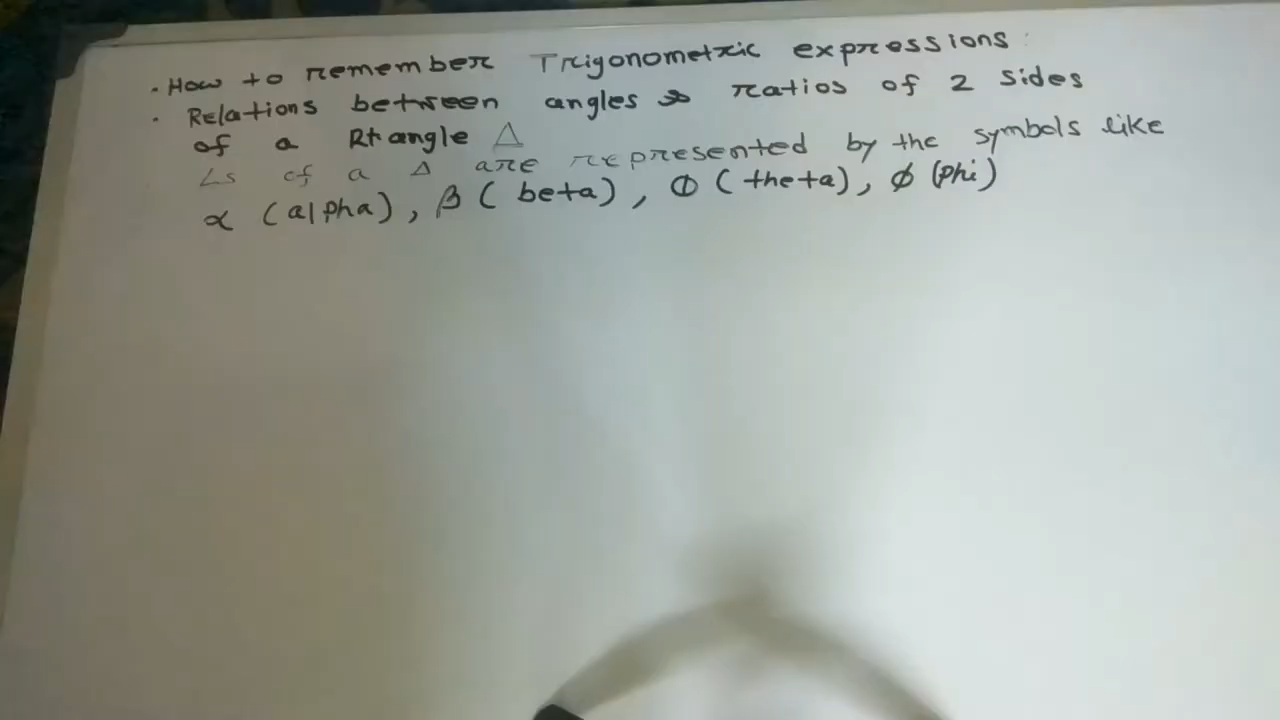 . How to remember Trigonometric expressions :
. Relations between angles & ratios of 2 sides
of a Rt angle △
∠s of a △ are represented by the symbols like
α (alpha), β (beta), Φ (theta), ϕ (phi)